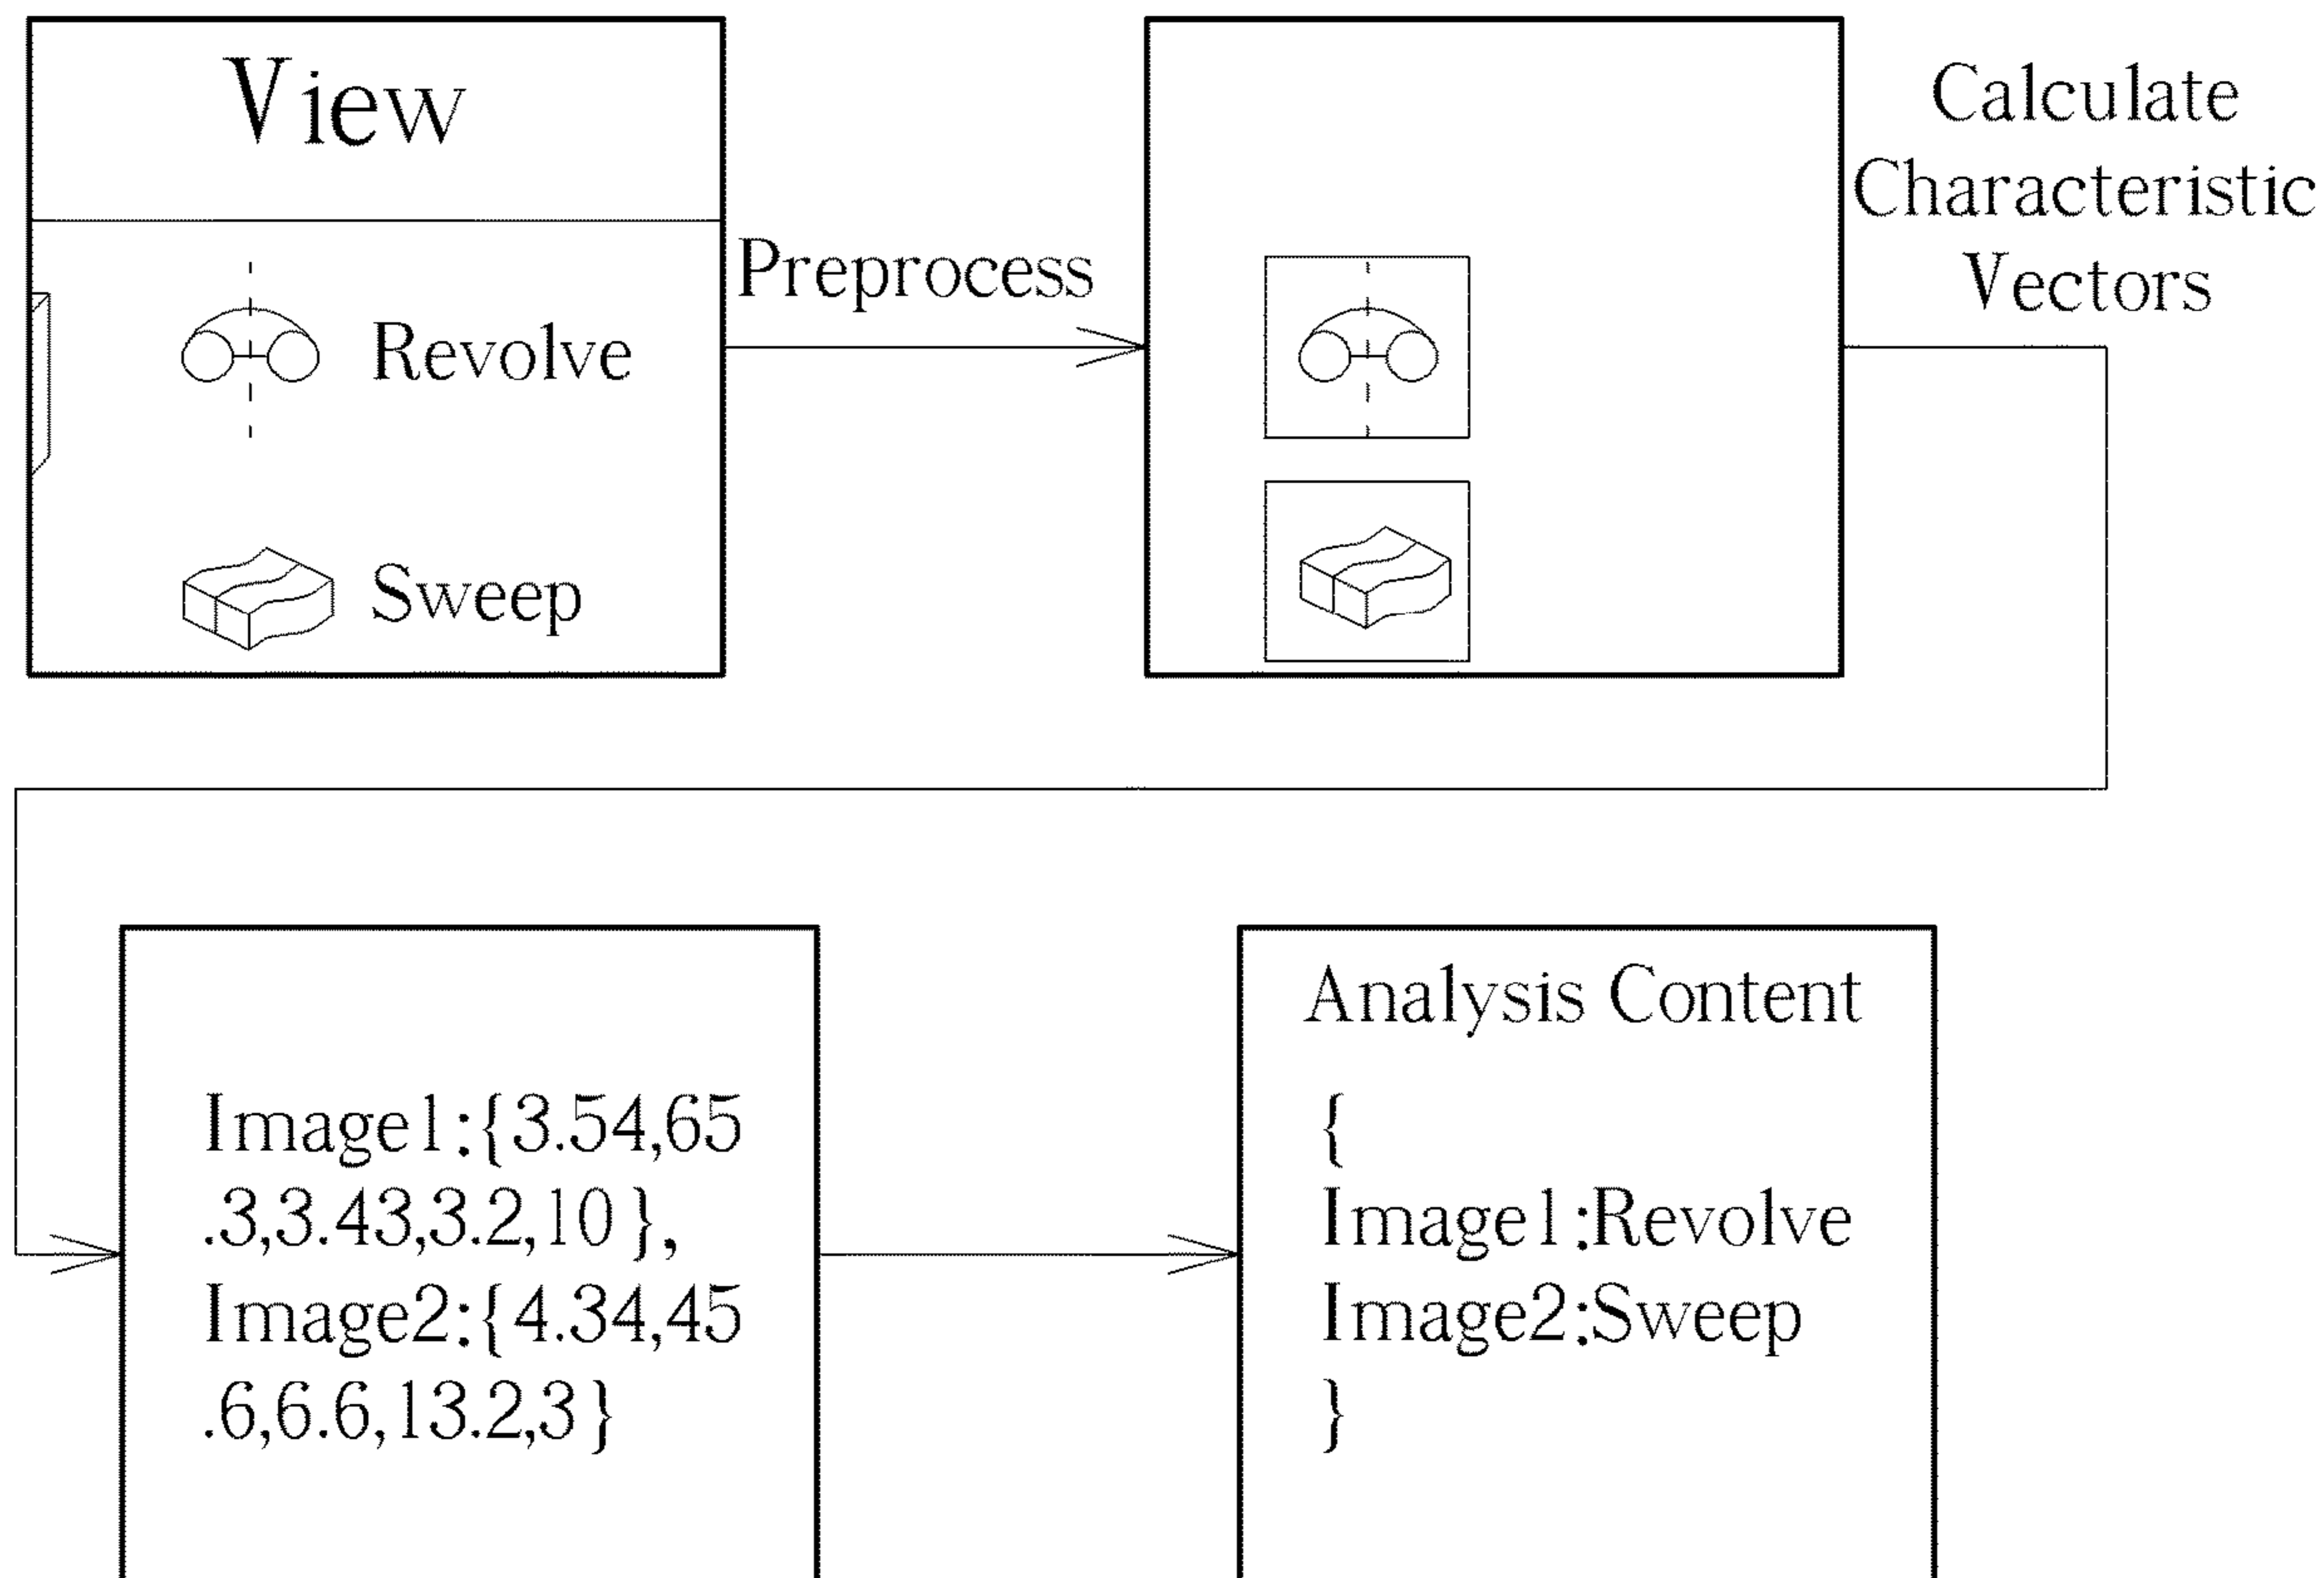 View
Revolve
Sweep
Preprocess
Calculate
Characteristic
Vectors
Image1:{3.54,65
.3,3.43,3.2,10},
Image2:{4.34,45
.6,6.6,13.2,3}
Analysis Content
{
Image1:Revolve
Image2:Sweep
}